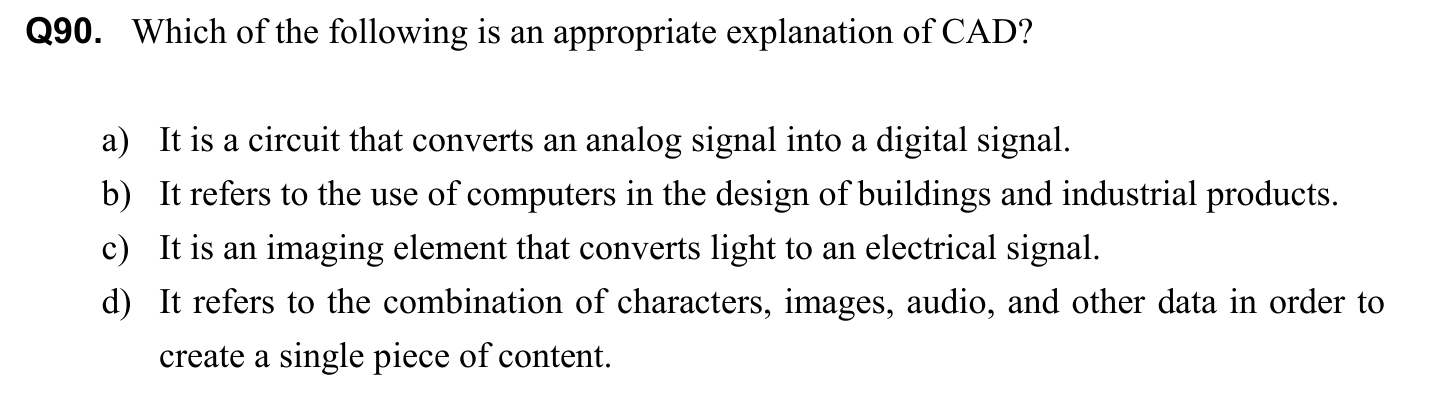 Q90. Which of the following is an appropriate explanation of CAD?
a) It is a circuit that converts an analog signal into a digital signal.
b) It refers to the use of computers in the design of buildings and industrial products.
c) It is an imaging element that converts light to an electrical signal.
d) It refers to the combination of characters, images, audio, and other data in order to
create a single piece of content.